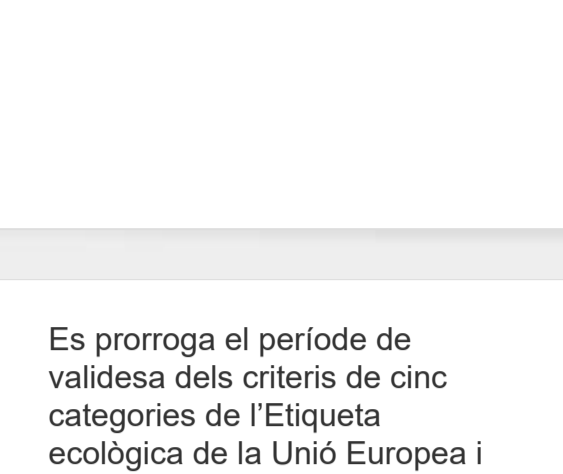 Es prorroga el període de
validesa dels criteris de cinc
categories de l’Etiqueta
ecològica de la Unió Europea i